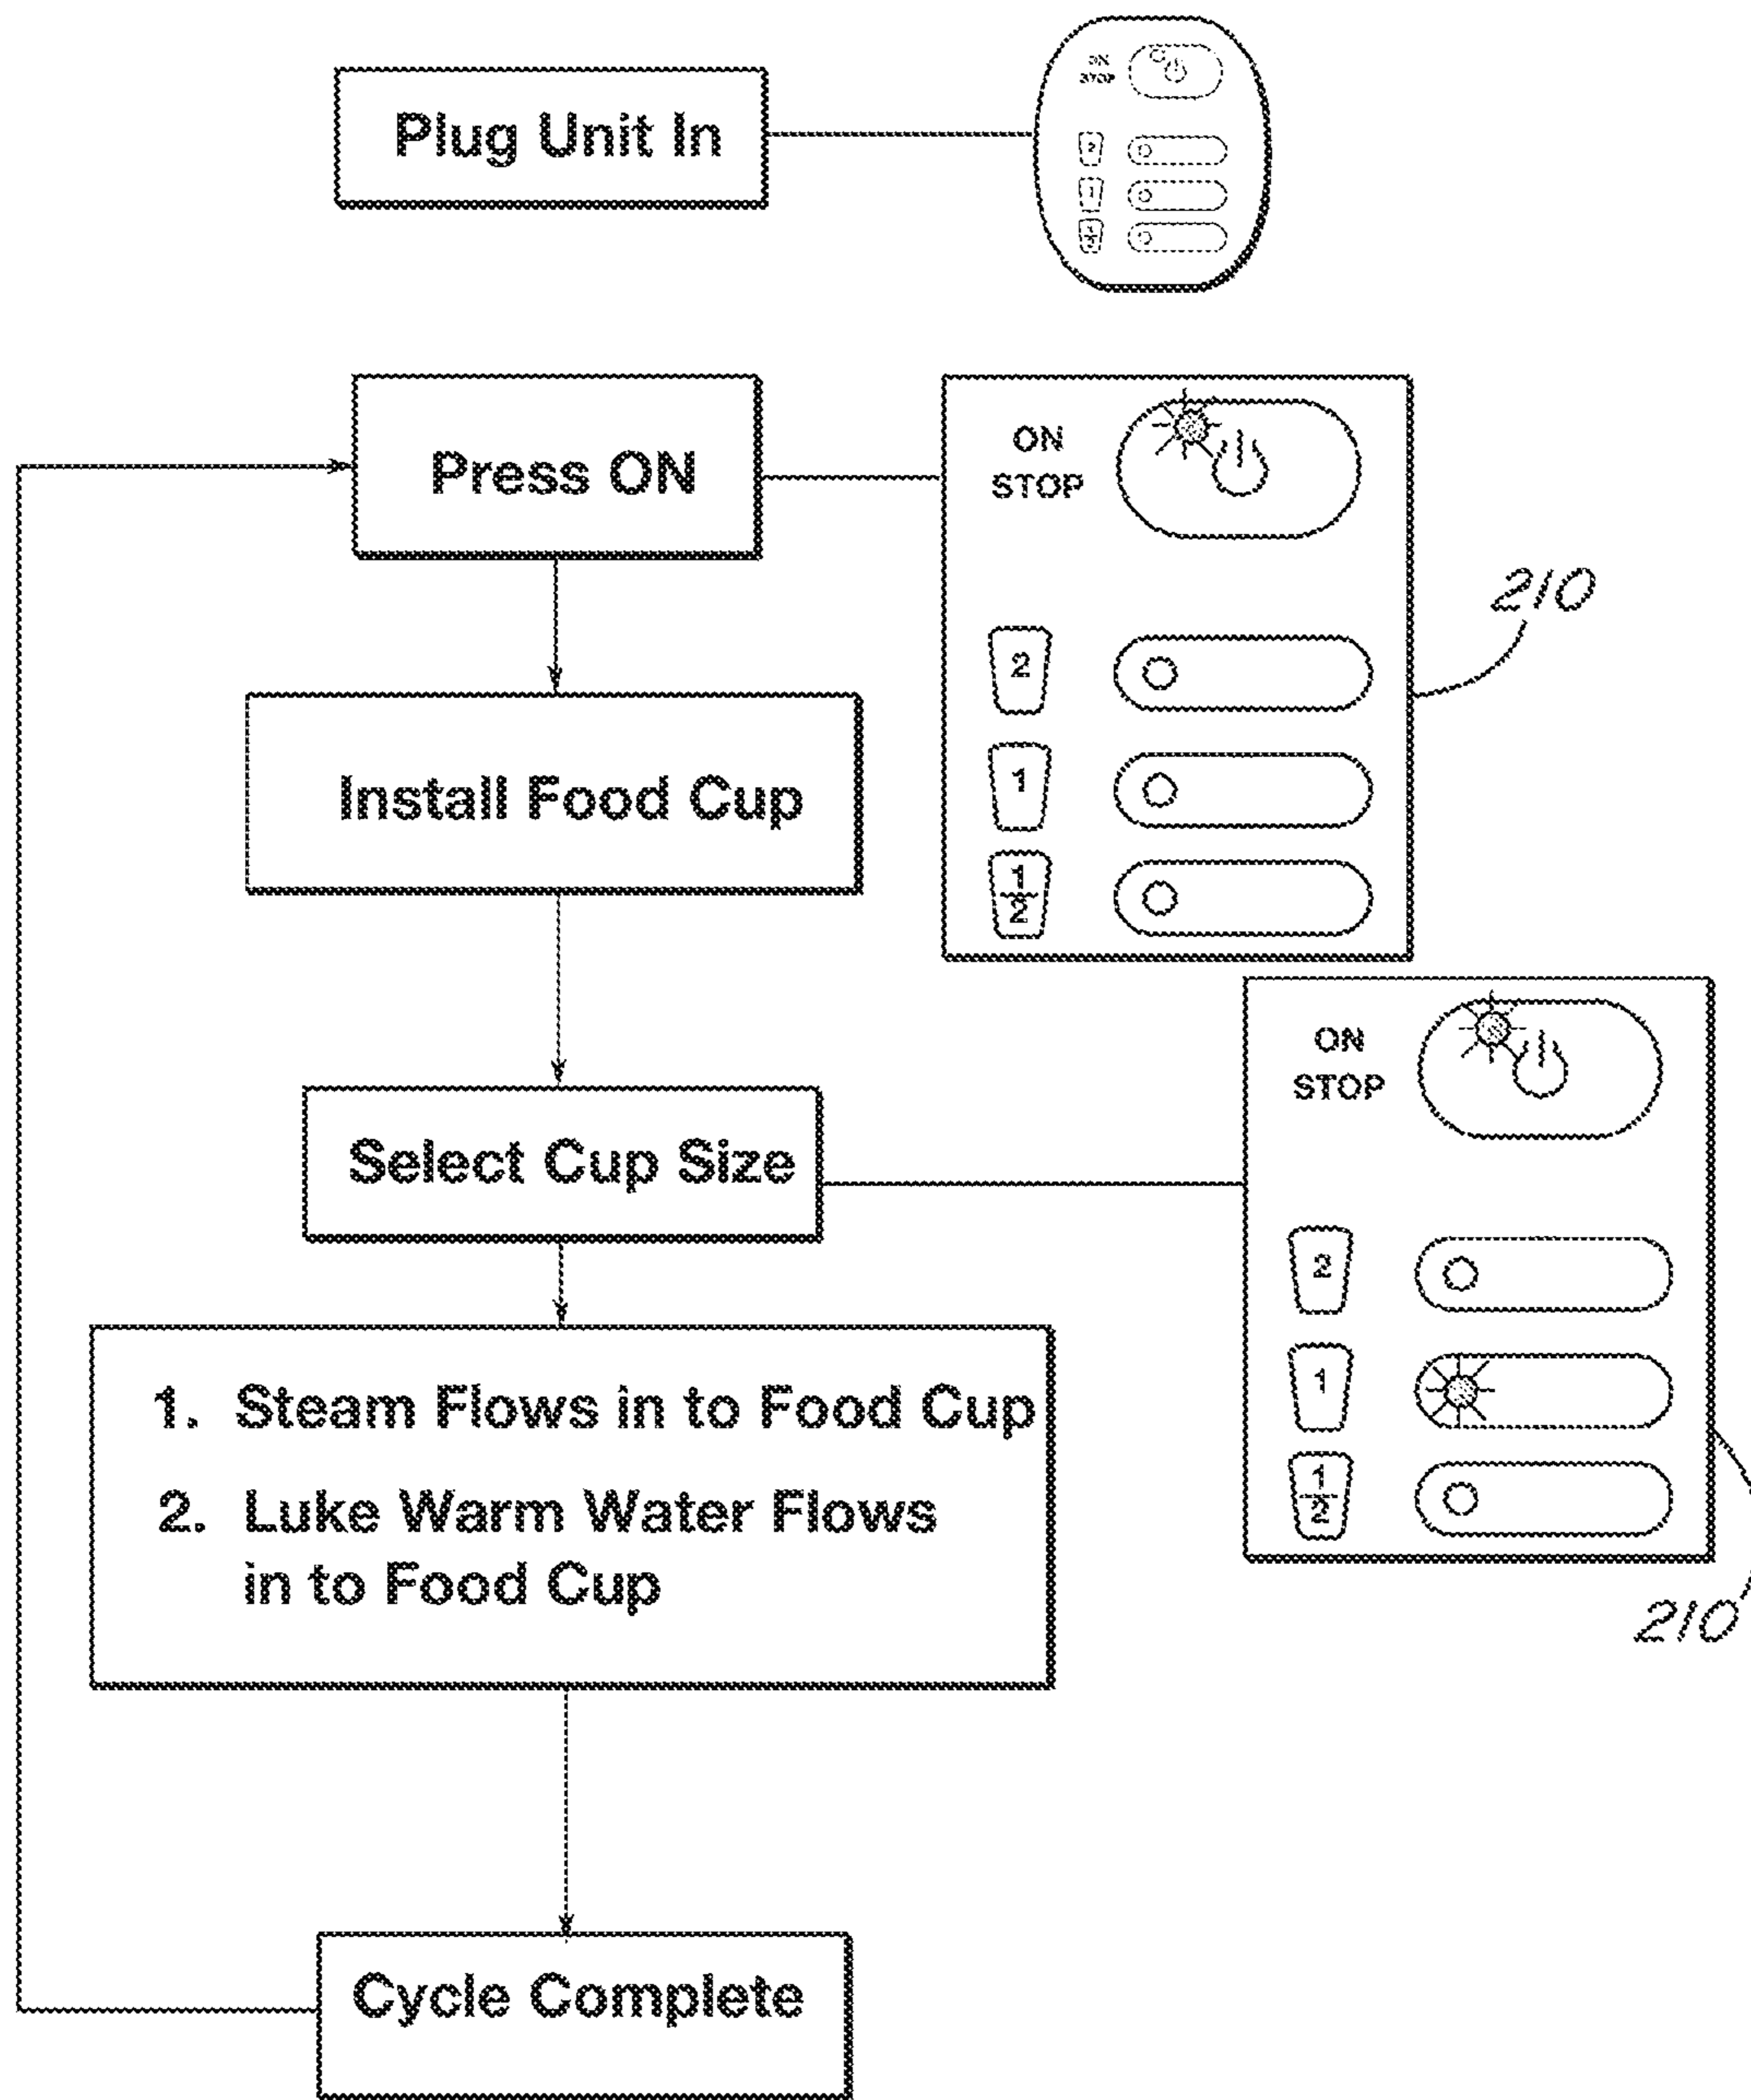 Plug Unit In
ON
STOP
2
1
1
2
Press ON
ON
STOP
2
1
1
2
210
Install Food Cup
Select Cup Size
ON
STOP
2
1
1
2
210
1. Steam Flows in to Food Cup
2. Luke Warm Water Flows
in to Food Cup
Cycle Complete